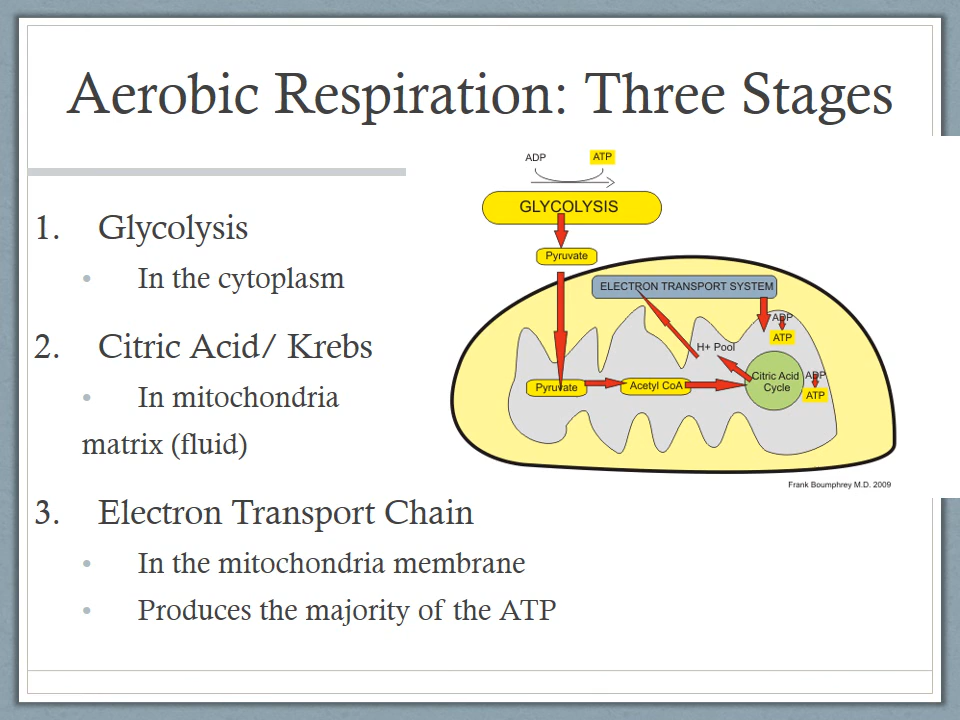 Aerobic Respiration: Three Stages
1. Glycolysis
• In the cytoplasm
2. Citric Acid/ Krebs
• In mitochondria
matrix (fluid)
3. Electron Transport Chain
• In the mitochondria membrane
• Produces the majority of the ATP
ADP ATP
GLYCOLYSIS
Pyruvate
ELECTRON TRANSPORT SYSTEM
ADP
ATP
H+ Pool
Pyruvate
Acetyl CoA
Citric Acid
Cycle
ADP
ATP
Frank Boumphrey M.D. 2009